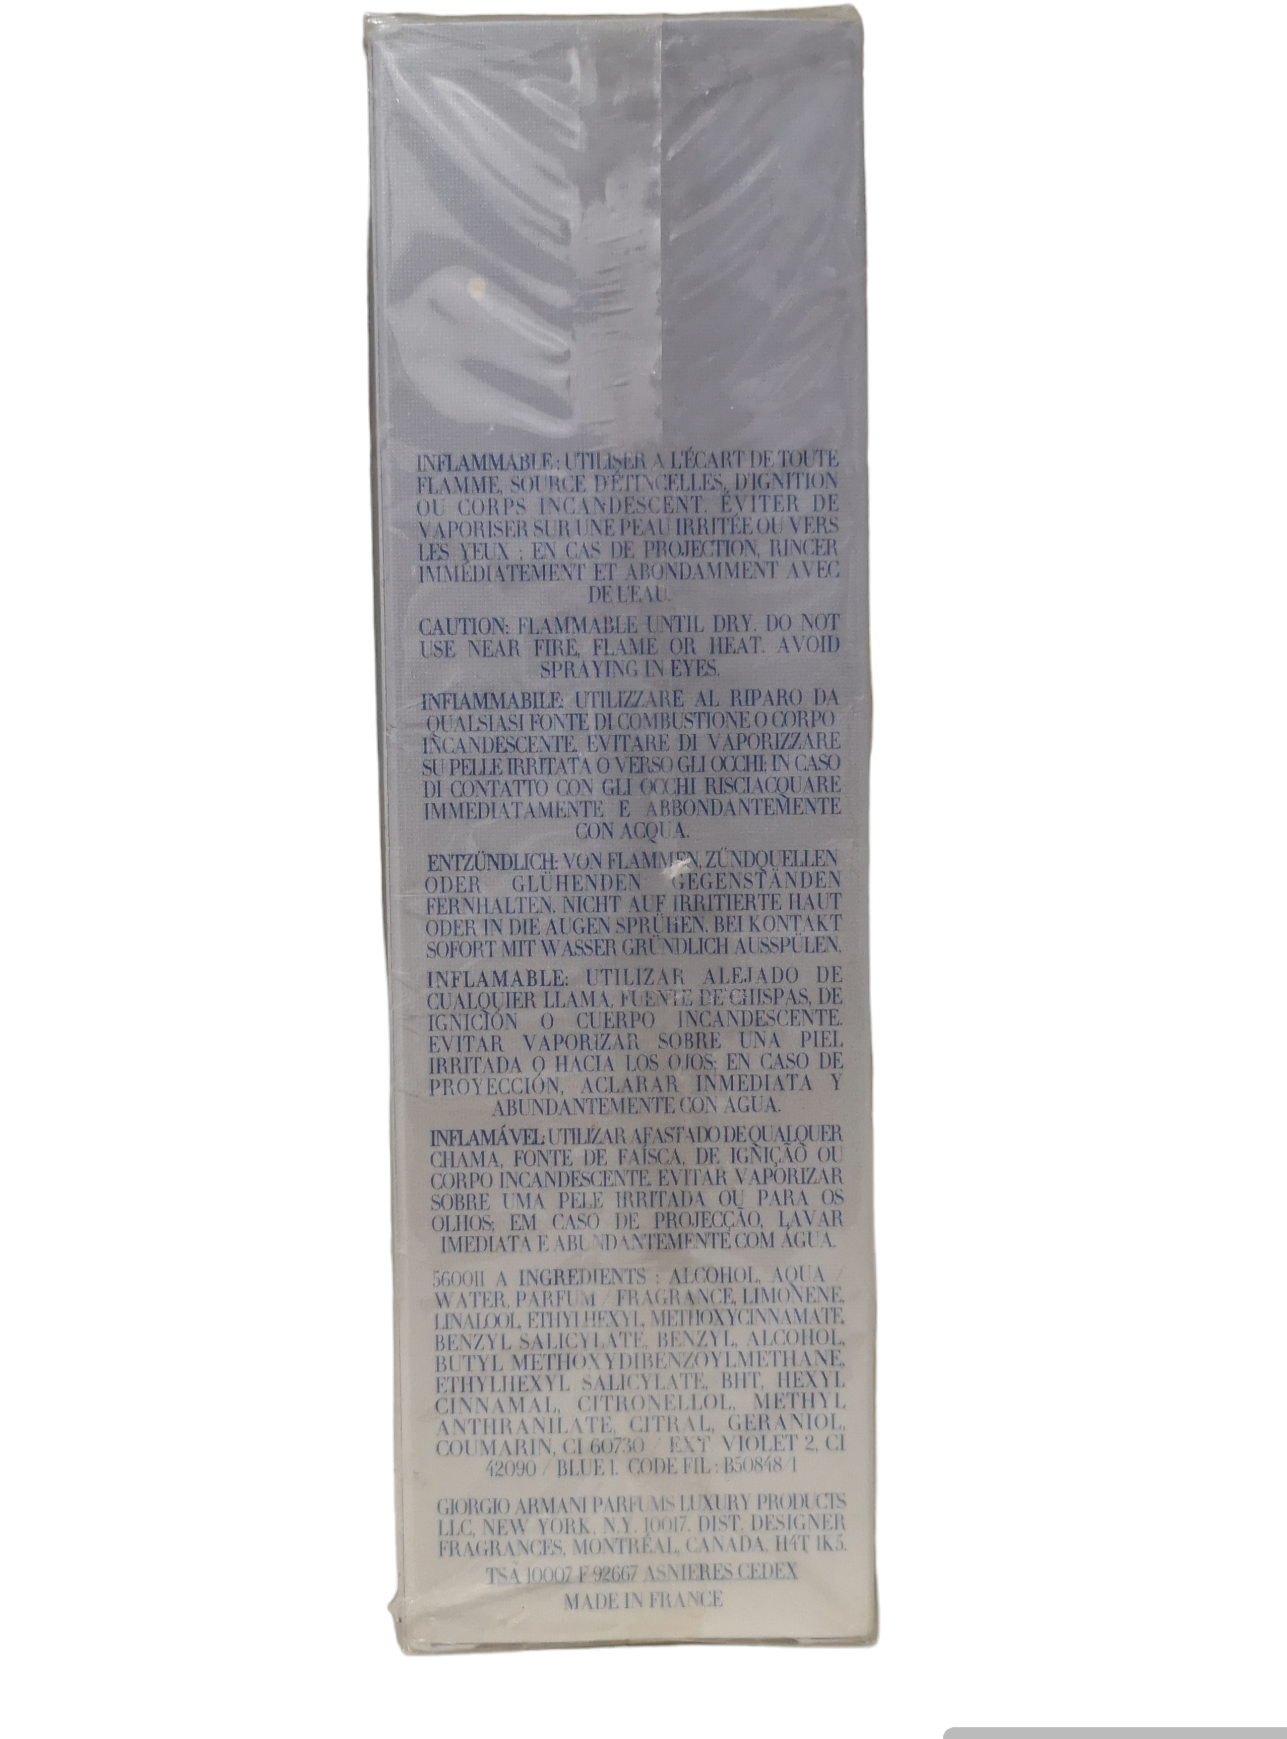 INFLAMMABLE : UTILISER A L'ÉCART DE TOUTE
FLAMME, SOURCE D'ÉTINCELLES, D'IGNITION
OU CORPS INCANDESCENT. ÉVITER DE
VAPORISER SUR UNE PEAU IRRITÉE OU VERS
LES YEUX ; EN CAS DE PROJECTION, RINCER
IMMÉDIATEMENT ET ABONDAMMENT AVEC
DE L'EAU.
CAUTION: FLAMMABLE UNTIL DRY. DO NOT
USE NEAR FIRE, FLAME OR HEAT. AVOID
SPRAYING IN EYES.
INFIAMMABILE: UTILIZZARE AL RIPARO DA
QUALSIASI FONTE DI COMBUSTIONE O CORPO
INCANDESCENTE. EVITARE DI VAPORIZZARE
SU PELLE IRRITATA O VERSO GLI OCCHI; IN CASO
DI CONTATTO CON GLI OCCHI RISCIACQUARE
IMMEDIATAMENTE E ABBONDANTEMENTE
CON ACQUA.
ENTZÜNDLICH: VON FLAMMEN, ZÜNDQUELLEN
ODER GLÜHENDEN GEGENSTÄNDEN
FERNHALTEN. NICHT AUF IRRITIERTE HAUT
ODER IN DIE AUGEN SPRÜHEN. BEI KONTAKT
SOFORT MIT WASSER GRÜNDLICH AUSSPÜLEN.
INFLAMABLE: UTILIZAR ALEJADO DE
CUALQUIER LLAMA, FUENTE DE CHISPAS, DE
IGNICIÓN O CUERPO INCANDESCENTE.
EVITAR VAPORIZAR SOBRE UNA PIEL
IRRITADA O HACIA LOS OJOS; EN CASO DE
PROYECCIÓN, ACLARAR INMEDIATA Y
ABUNDANTEMENTE CON AGUA.
INFLAMÁVEL: UTILIZAR AFASTADO DE QUALQUER
CHAMA, FONTE DE FAÍSCA, DE IGNIÇÃO OU
CORPO INCANDESCENTE. EVITAR VAPORIZAR
SOBRE UMA PELE IRRITADA OU PARA OS
OLHOS; EM CASO DE PROJECÇÃO, LAVAR
IMEDIATA E ABUNDANTEMENTE COM ÁGUA.
560011 A INGREDIENTS : ALCOHOL, AQUA /
WATER, PARFUM / FRAGRANCE, LIMONENE,
LINALOOL, ETHYLHEXYL METHOXYCINNAMATE,
BENZYL SALICYLATE, BENZYL ALCOHOL,
BUTYL METHOXYDIBENZOYLMETHANE,
ETHYLHEXYL SALICYLATE, BHT, HEXYL
CINNAMAL, CITRONELLOL, METHYL
ANTHRANILATE, CITRAL, GERANIOL,
COUMARIN, CI 60730 / EXT VIOLET 2, CI
42090 / BLUE 1. CODE FIL : B50848/1
GIORGIO ARMANI PARFUMS LUXURY PRODUCTS
LLC, NEW YORK, N.Y. 10017. DIST. DESIGNER
FRAGRANCES, MONTRÉAL, CANADA, H4T 1K5.
TSA 10007 F-92667 ASNIERES CEDEX
MADE IN FRANCE